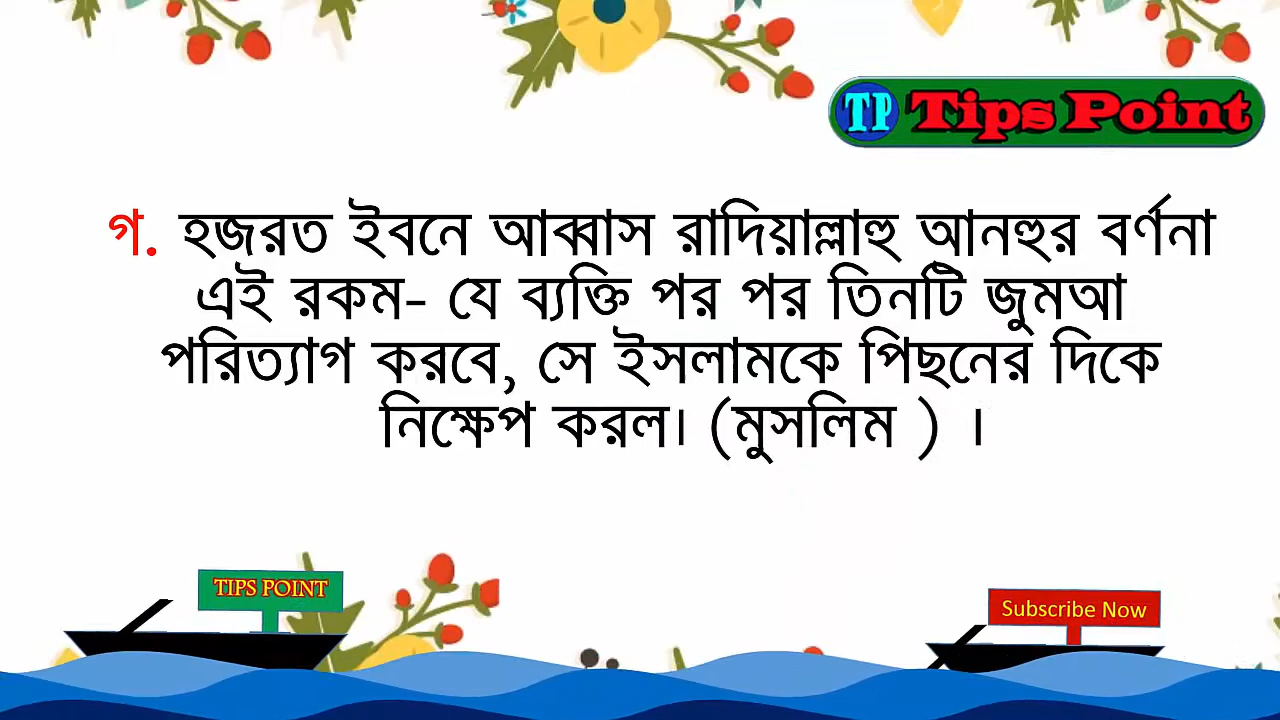 TP Tips Point
গ. হজরত ইবনে আব্বাস রাদিয়াল্লাহু আনহুর বর্ণনা
এই রকম- যে ব্যক্তি পর পর তিনটি জুমআ
পরিত্যাগ করবে, সে ইসলামকে পিছনের দিকে
নিক্ষেপ করল। (মুসলিম ) ।
TIPS POINT
Subscribe Now